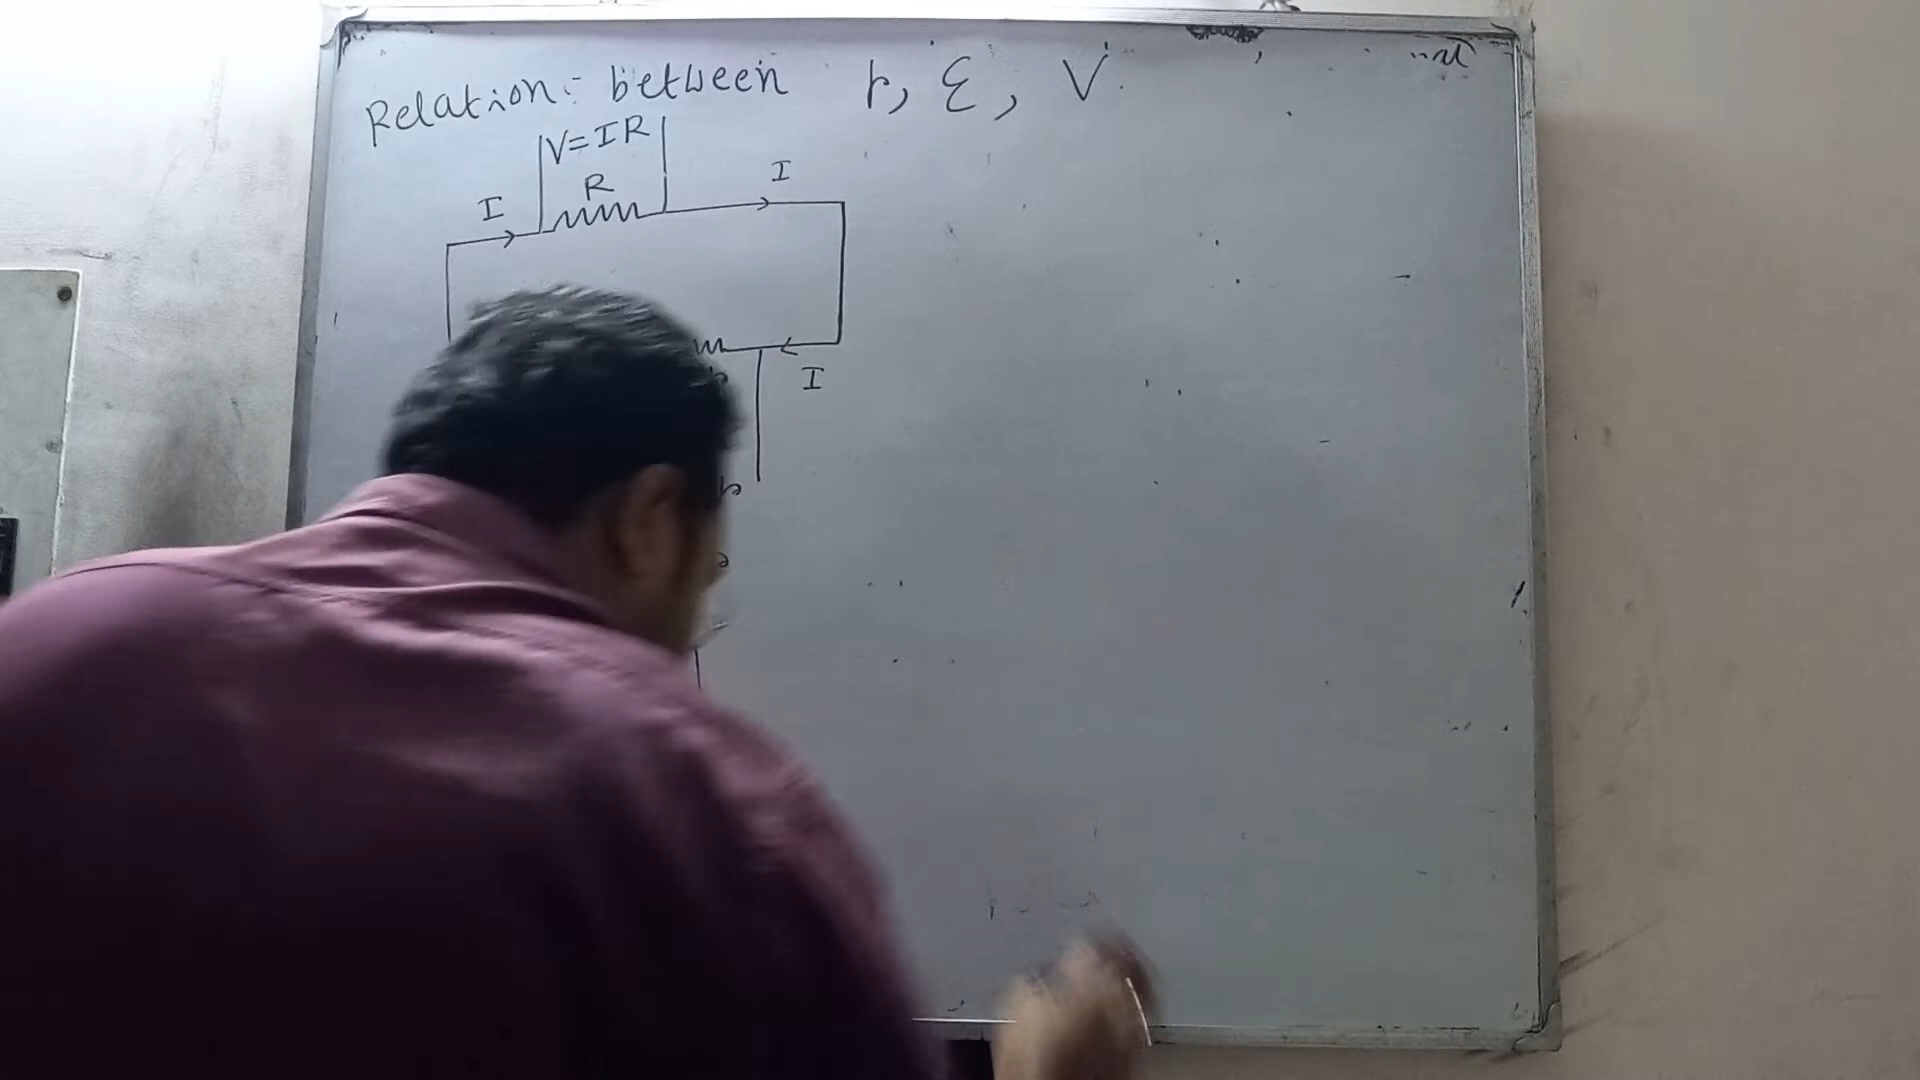 Relation:- between r, ε, V
V=IR
I
R
I
I